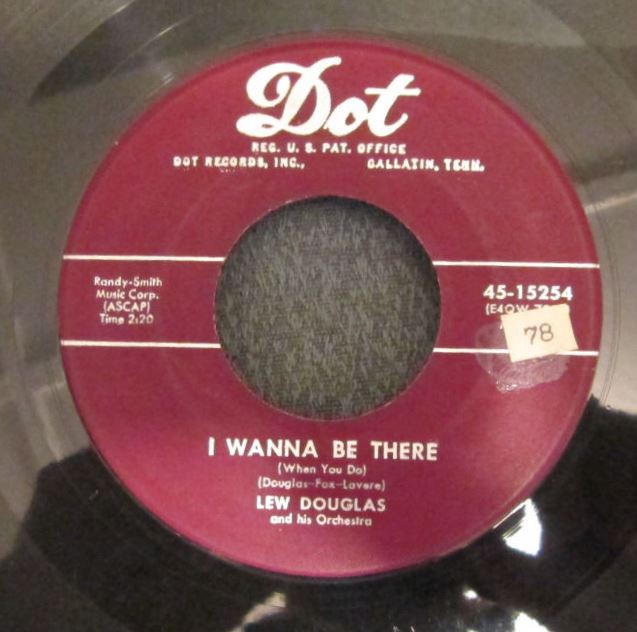 Dot
REG. U. S. PAT. OFFICE
DOT RECORDS, INC., GALLATIN, TENN.
Randy-Smith
Music Corp.
(ASCAP)
Time 2:20
45-15254
(E4QW
78
I WANNA BE THERE
(When You Do)
(Douglas-Fox-Lavere)
LEW DOUGLAS
and his Orchestra